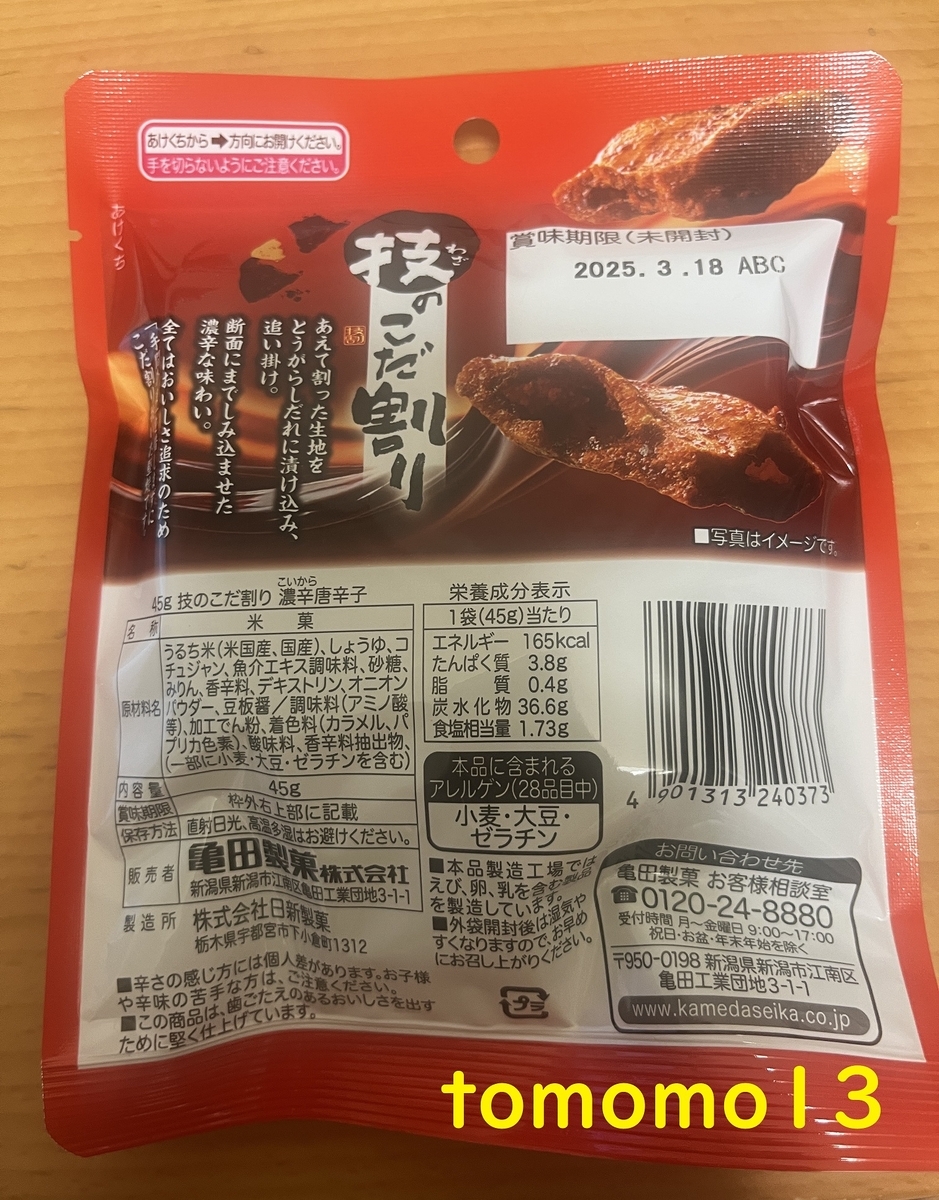 あけくちから➡方向にお開けください。
手を切らないようにご注意ください。
あけくち
技のこだ割り
わざ
賞味期限(未開封)
2025. 3 .18 ABC
あえて割った生地を
とうがらしだれに漬け込み、
追い掛け。
断面にまでしみ込ませた
濃辛な味わい。
全てはおいしさ追求のため
■写真はイメージです。
45g 技のこだ割り 濃辛唐辛子
こいから
名 称 米 菓
原材料名 うるち米(米国産、国産)、しょうゆ、コ
チュジャン、魚介エキス調味料、砂糖、
みりん、香辛料、デキストリン、オニオン
パウダー、豆板醤/調味料(アミノ酸
等)、加工でん粉、着色料(カラメル、パ
プリカ色素)、酸味料、香辛料抽出物、
(一部に小麦・大豆・ゼラチンを含む)
内容量 45g
賞味期限 枠外右上部に記載
保存方法 直射日光、高温多湿はお避けください。
販売者 亀田製菓株式会社
新潟県新潟市江南区亀田工業団地3-1-1
製造所 株式会社日新製菓
栃木県宇都宮市下小倉町1312
■辛さの感じ方には個人差があります。お子様
や辛味の苦手な方は、ご注意ください。
■この商品は、歯ごたえのあるおいしさを出す
ために堅く仕上げています。
栄養成分表示
1袋(45g)当たり
エネルギー 165kcal
たんぱく質 3.8g
脂 質 0.4g
炭水化物 36.6g
食塩相当量 1.73g
本品に含まれる
アレルゲン(28品目中)
小麦・大豆・
ゼラチン
■本品製造工場では
えび、卵、乳を含む製品
を製造しています。
■外袋開封後は湿気や
すくなりますので、お早め
にお召し上がりください。
プラ
4 901313 240373
お問い合わせ先
亀田製菓 お客様相談室
☎0120-24-8880
受付時間 月〜金曜日 9:00〜17:00
祝日・お盆・年末年始を除く
〒950-0198 新潟県新潟市江南区
亀田工業団地3-1-1
www.kamedaseika.co.jp
tomomo13